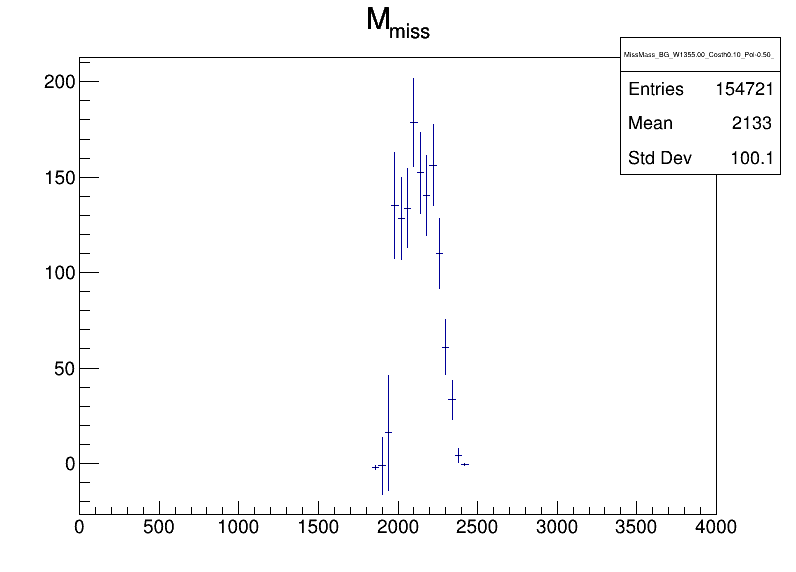 M_miss
MissMass_BG_W1355.00_Costh0.10_Pol-0.50_
Entries 154721
Mean 2133
Std Dev 100.1
200
150
100
50
0
0 500 1000 1500 2000 2500 3000 3500 4000